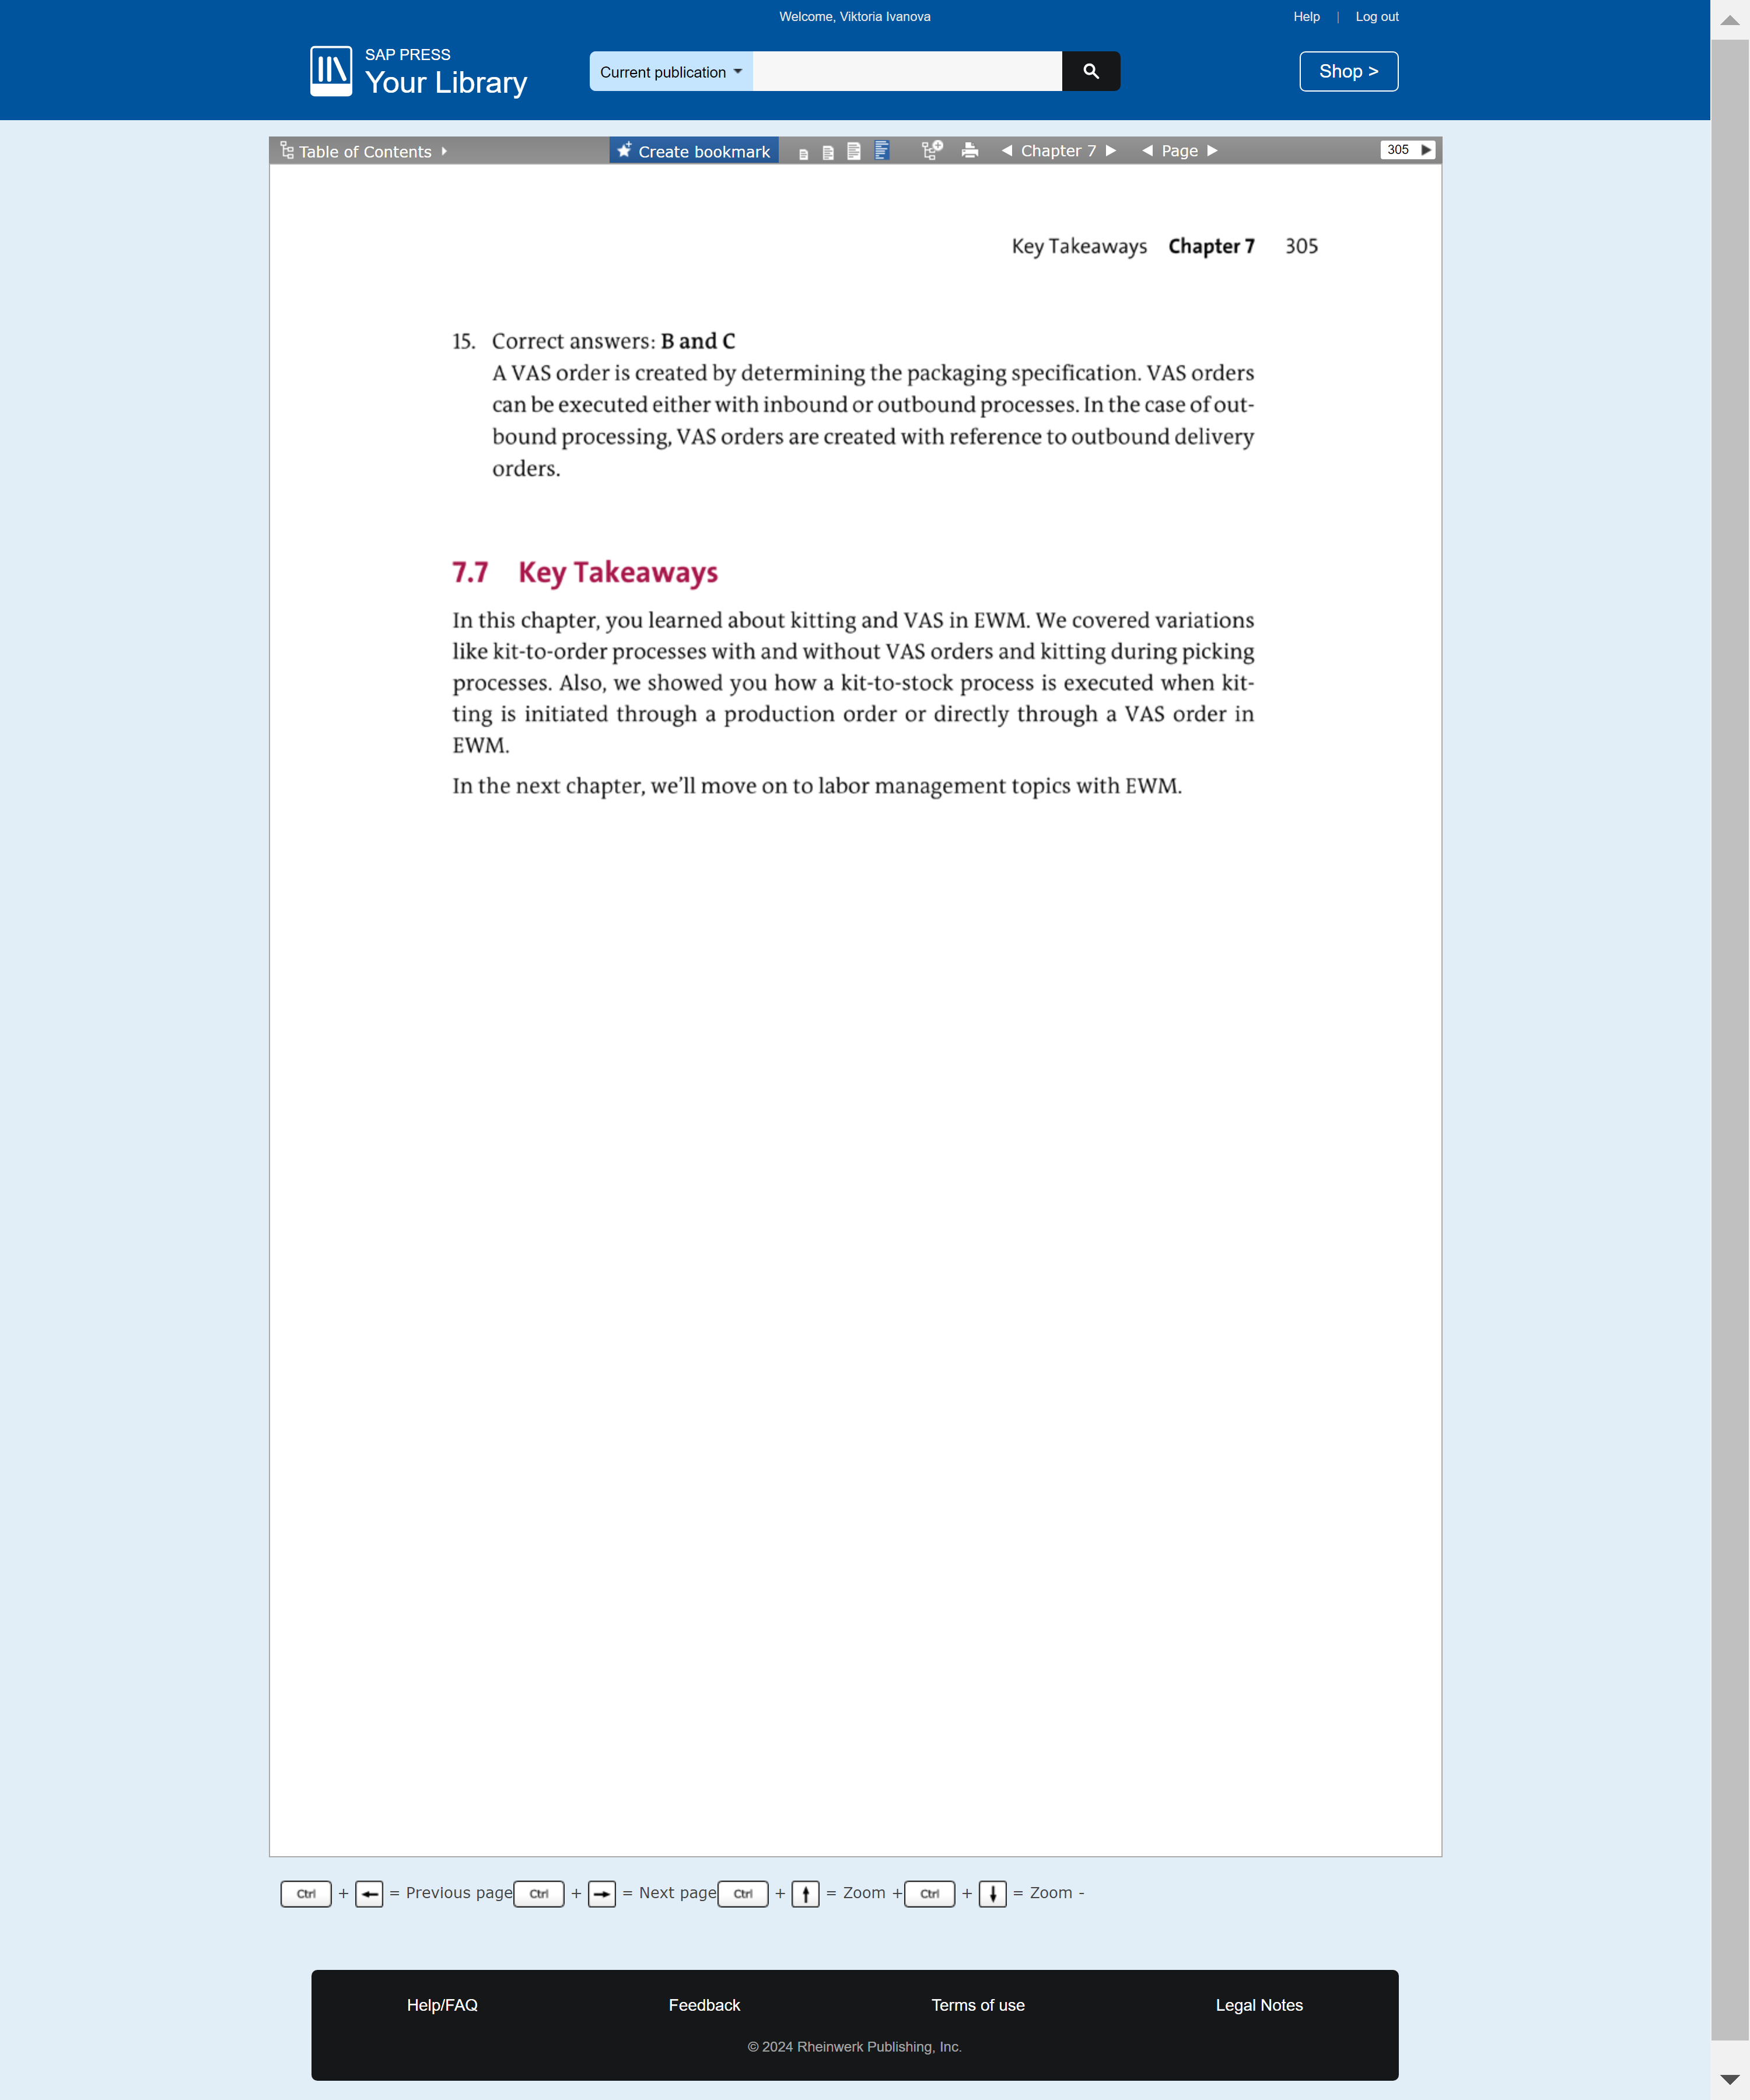 Welcome, Viktoria Ivanova
Help | Log out
SAP PRESS
Your Library
Current publication
Shop >
Table of Contents
Create bookmark
Chapter 7
Page
305
Key Takeaways Chapter 7 305
15. Correct answers: B and C
A VAS order is created by determining the packaging specification. VAS orders
can be executed either with inbound or outbound processes. In the case of out-
bound processing, VAS orders are created with reference to outbound delivery
orders.
7.7 Key Takeaways
In this chapter, you learned about kitting and VAS in EWM. We covered variations
like kit-to-order processes with and without VAS orders and kitting during picking
processes. Also, we showed you how a kit-to-stock process is executed when kit-
ting is initiated through a production order or directly through a VAS order in
EWM.
In the next chapter, we'll move on to labor management topics with EWM.
Ctrl + ← = Previous page Ctrl + → = Next page Ctrl + ↑ = Zoom + Ctrl + ↓ = Zoom -
Help/FAQ Feedback Terms of use Legal Notes
© 2024 Rheinwerk Publishing, Inc.